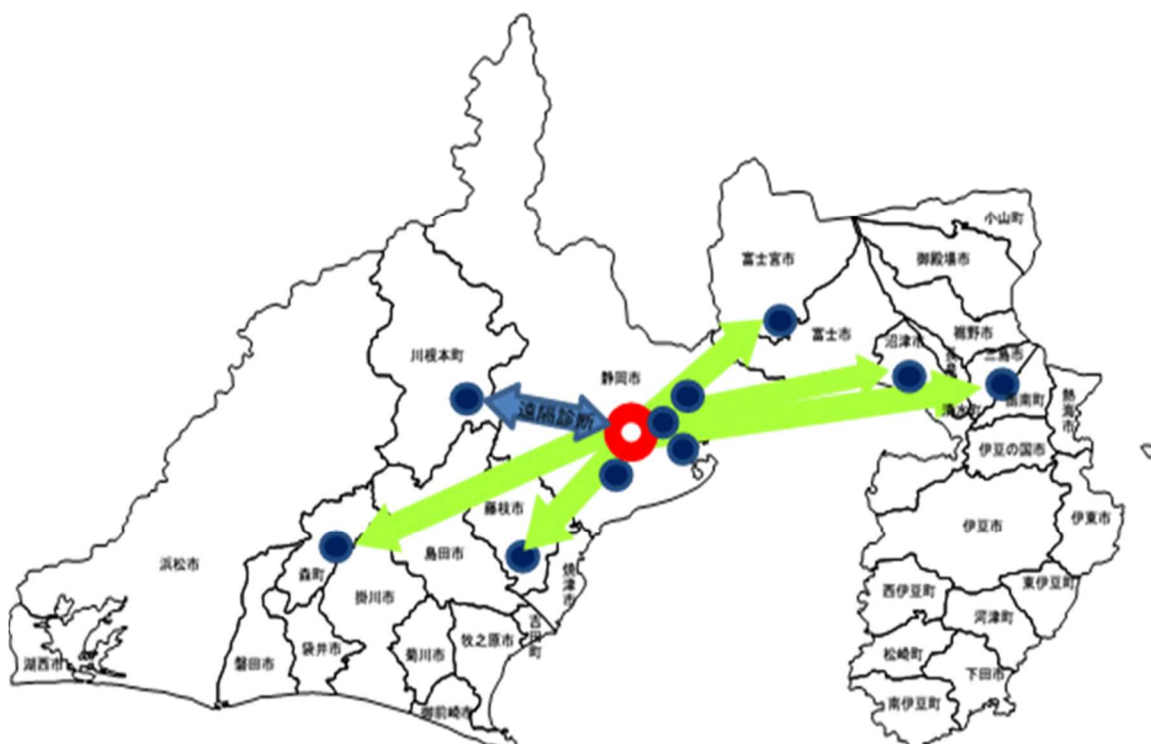 小山町
御殿場市
富士宮市
裾野市
富士市
沼津市
三島市
川根本町
静岡市
遠隔診断
清水町
函南町
熱海市
伊豆の国市
藤枝市
伊豆市
伊東市
島田市
浜松市
森町
焼津市
掛川市
西伊豆町
東伊豆町
河津町
吉田町
牧之原市
袋井市
菊川市
磐田市
湖西市
松崎町
下田市
南伊豆町
御前崎市